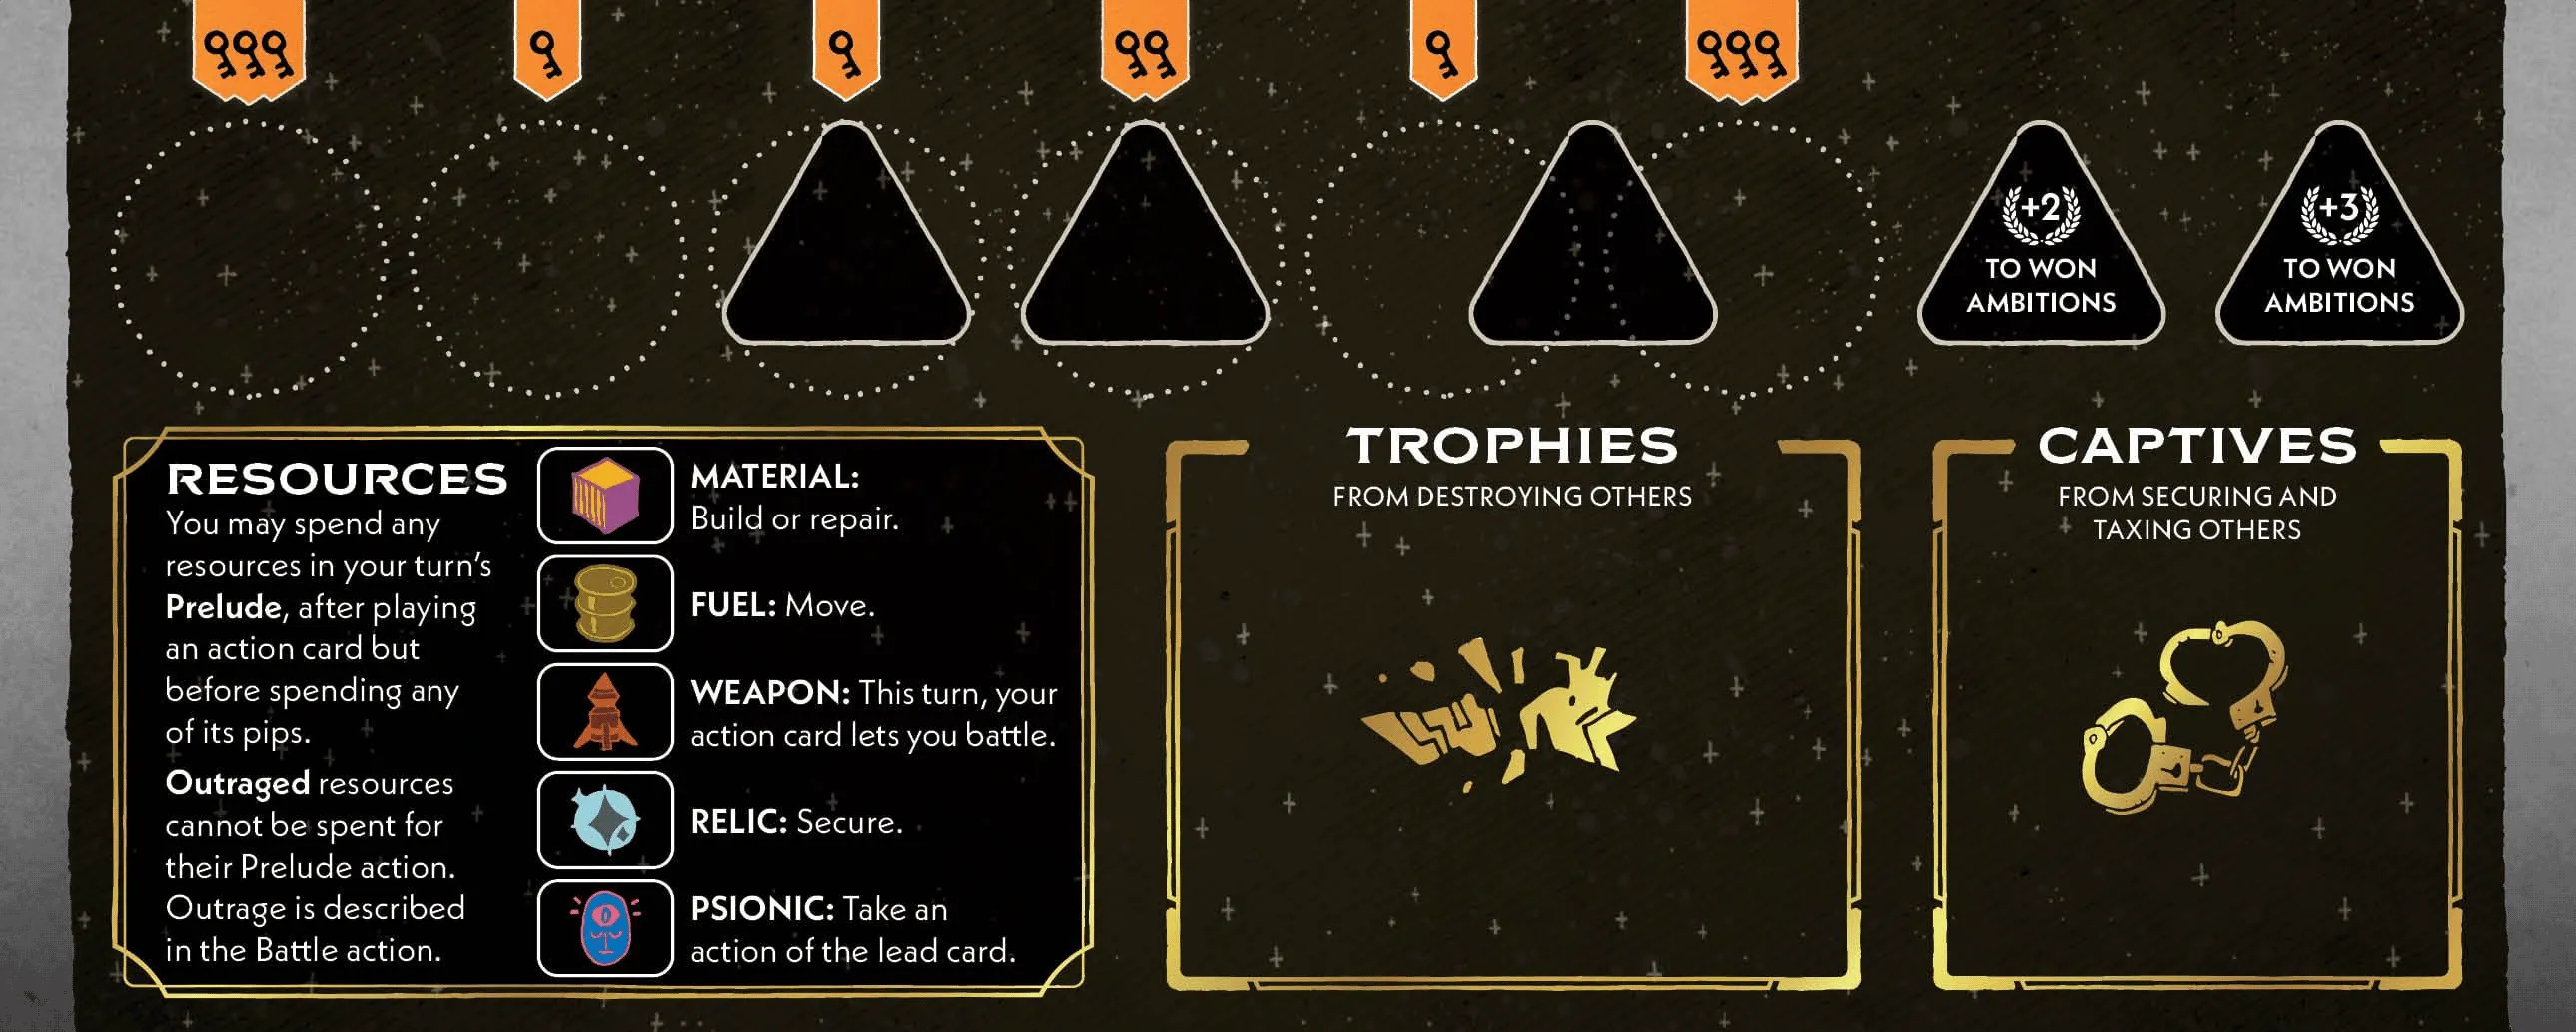 +2
TO WON
AMBITIONS
+3
TO WON
AMBITIONS
RESOURCES
You may spend any
resources in your turn's
Prelude, after playing
an action card but
before spending any
of its pips.
Outraged resources
cannot be spent for
their Prelude action.
Outrage is described
in the Battle action.
MATERIAL:
Build or repair.
FUEL: Move.
WEAPON: This turn, your
action card lets you battle.
RELIC: Secure.
PSIONIC: Take an
action of the lead card.
TROPHIES
FROM DESTROYING OTHERS
CAPTIVES
FROM SECURING AND
TAXING OTHERS